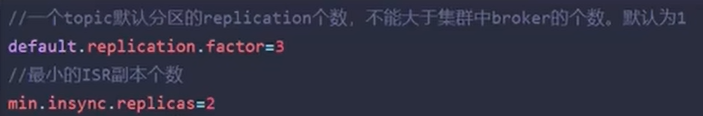 //一个topic默认分区的replication个数，不能大于集群中broker的个数。默认为1
default.replication.factor=3
//最小的ISR副本个数
min.insync.replicas=2